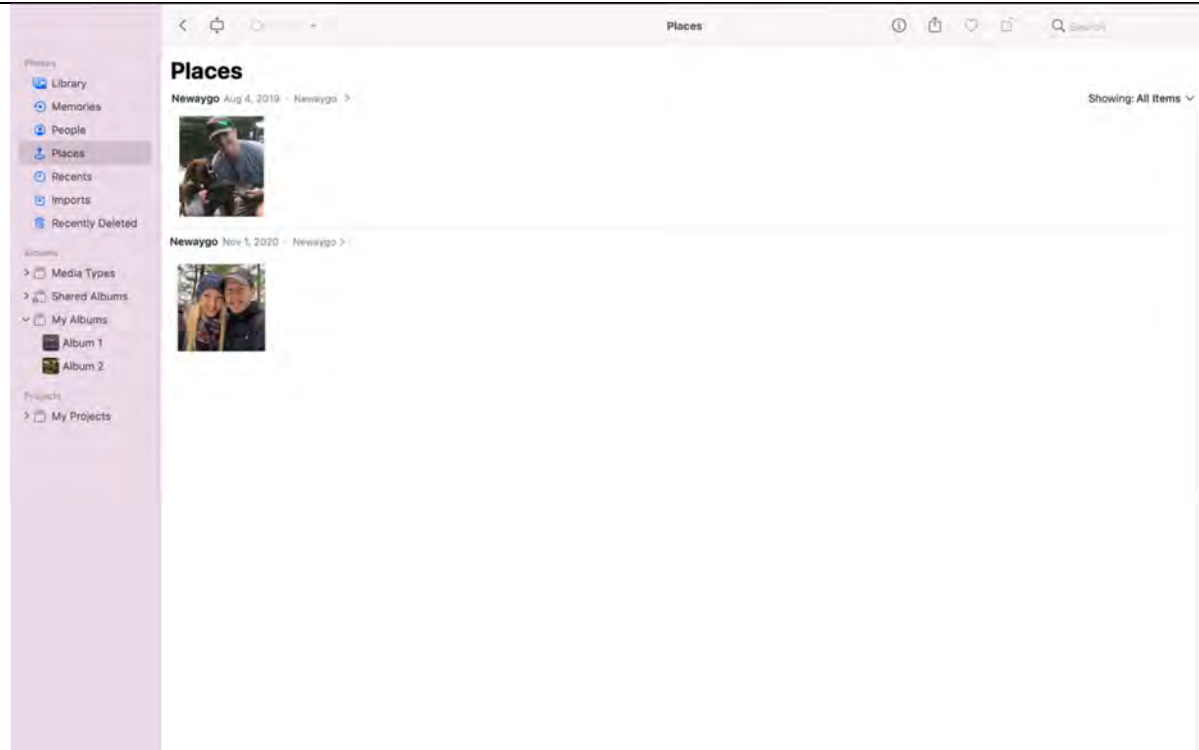 Places
Search
Photos
Library
Memories
People
Places
Recents
Imports
Recently Deleted
Albums
Media Types
Shared Albums
My Albums
Album 1
Album 2
Projects
My Projects
Places
Newaygo Aug 4, 2019 - Newaygo >
Showing: All Items
Newaygo Nov 1, 2020 - Newaygo >